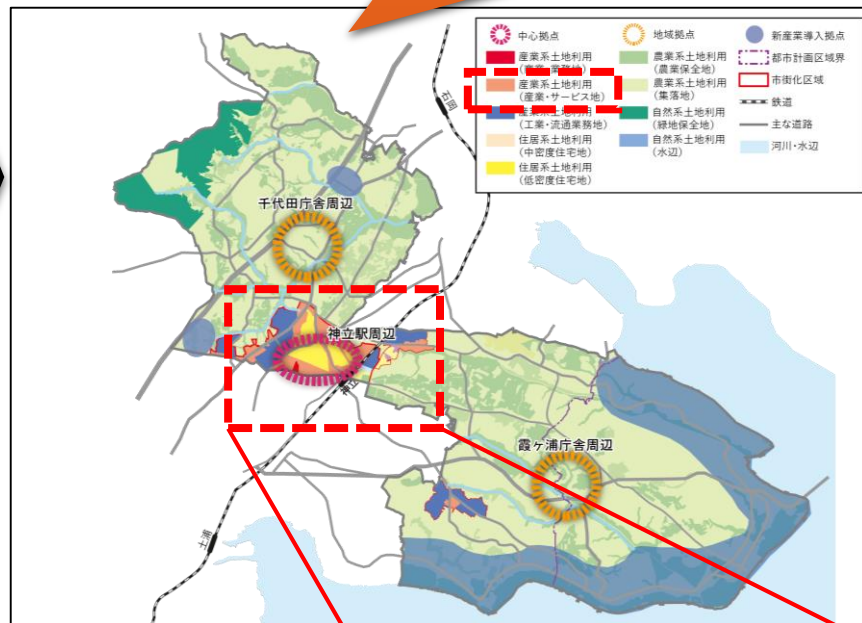 中心拠点
地域拠点
新産業導入拠点
産業系土地利用
農業系土地利用
(農業保全地)
都市計画区域界
産業系土地利用
(産業・サービス地)
農業系土地利用
(集落地)
市街化区域
産業系土地利用
(工業・流通業務地)
自然系土地利用
(緑地保全地)
鉄道
住居系土地利用
(中密度住宅地)
自然系土地利用
(水辺)
主な道路
住居系土地利用
(低密度住宅地)
河川・水辺
石岡
千代田庁舎周辺
神立駅周辺
神立
霞ヶ浦庁舎周辺
土浦